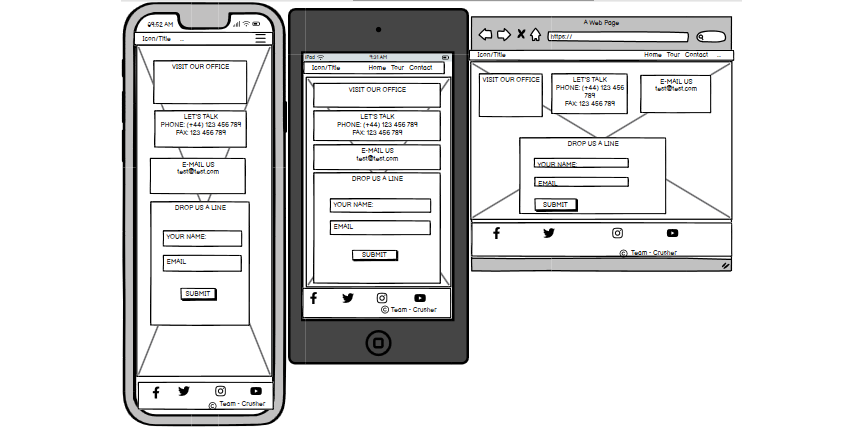 09:52 AM
Icon/Title ...
VISIT OUR OFFICE
LET'S TALK
PHONE: (+44) 123 456 789
FAX: 123 456 789
E-MAIL US
test@test.com
DROP US A LINE
YOUR NAME:
EMAIL
SUBMIT
© Team - Crusher
iPad
9:31 AM
Icon/Title Home Tour Contact
VISIT OUR OFFICE
LET'S TALK
PHONE: (+44) 123 456 789
FAX: 123 456 789
E-MAIL US
test@test.com
DROP US A LINE
YOUR NAME:
EMAIL
SUBMIT
© Team - Crusher
A Web Page
https://
Icon/Title Home Tour Contact ...
VISIT OUR OFFICE
LET'S TALK
PHONE: (+44) 123 456
789
FAX: 123 456 789
E-MAIL US
test@test.com
DROP US A LINE
YOUR NAME:
EMAIL
SUBMIT
© Team - Crusher